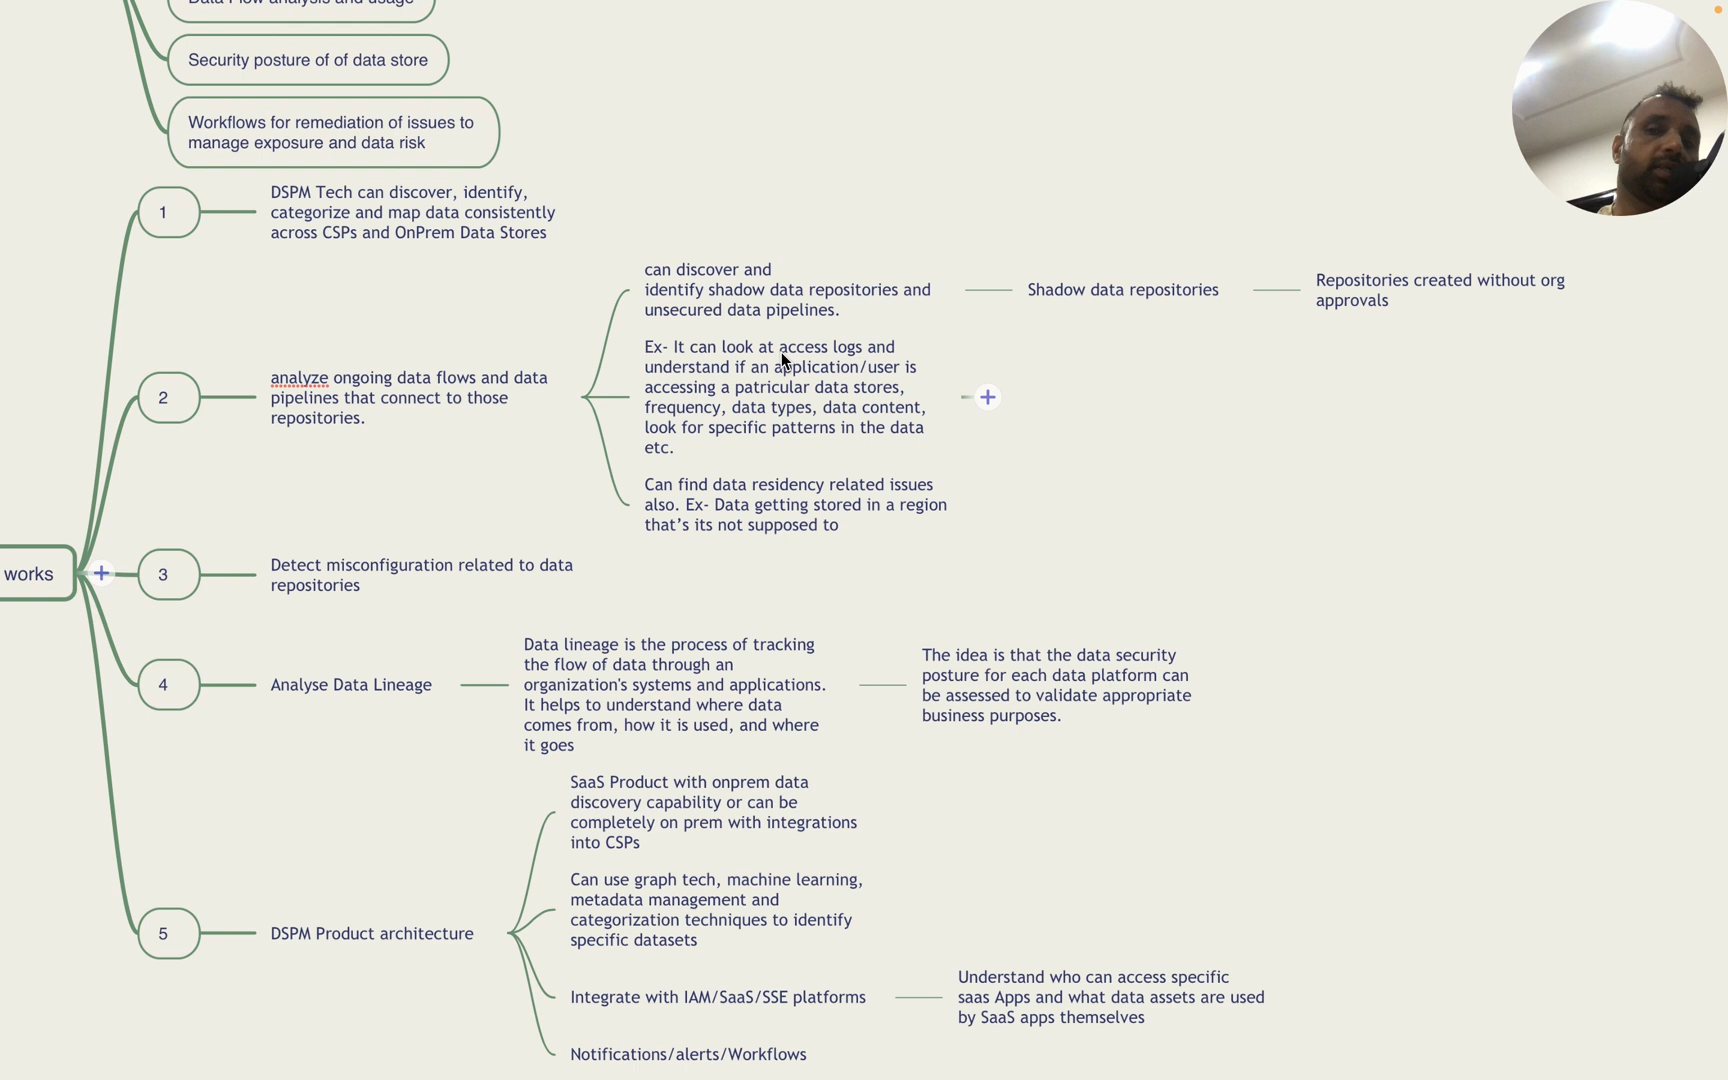 Data Flow analysis and usage
Security posture of of data store
Workflows for remediation of issues to
manage exposure and data risk
works
1
DSPM Tech can discover, identify,
categorize and map data consistently
across CSPs and OnPrem Data Stores
2
analyze ongoing data flows and data
pipelines that connect to those
repositories.
can discover and
identify shadow data repositories and
unsecured data pipelines.
Shadow data repositories
Repositories created without org
approvals
Ex- It can look at access logs and
understand if an application/user is
accessing a patricular data stores,
frequency, data types, data content,
look for specific patterns in the data
etc.
Can find data residency related issues
also. Ex- Data getting stored in a region
that’s its not supposed to
3
Detect misconfiguration related to data
repositories
4
Analyse Data Lineage
Data lineage is the process of tracking
the flow of data through an
organization's systems and applications.
It helps to understand where data
comes from, how it is used, and where
it goes
The idea is that the data security
posture for each data platform can
be assessed to validate appropriate
business purposes.
5
DSPM Product architecture
SaaS Product with onprem data
discovery capability or can be
completely on prem with integrations
into CSPs
Can use graph tech, machine learning,
metadata management and
categorization techniques to identify
specific datasets
Integrate with IAM/SaaS/SSE platforms
Understand who can access specific
saas Apps and what data assets are used
by SaaS apps themselves
Notifications/alerts/Workflows